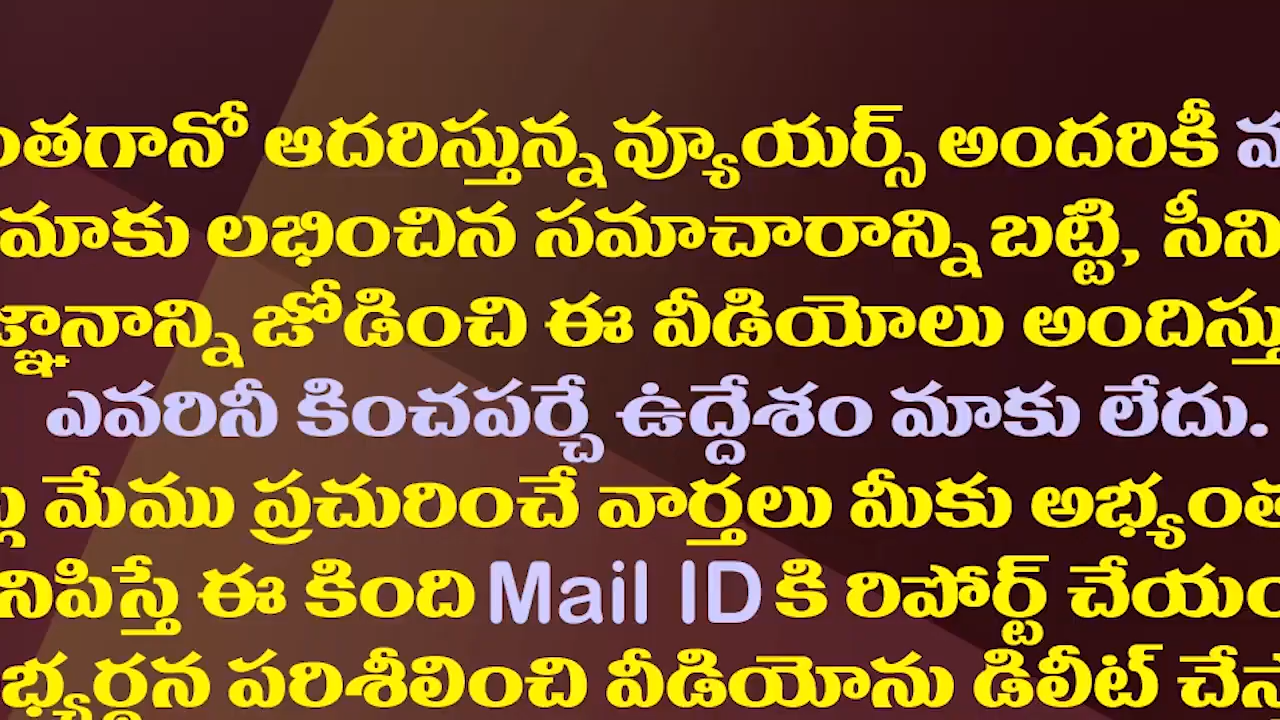 ంతగానో ఆదరిస్తున్న వ్యూయర్స్ అందరికీ
మాకు లభించిన సమాచారాన్ని బట్టి, సీని
జ్ఞానాన్ని జోడించి ఈ వీడియోలు అందిస్తు
ఎవరినీ కించపర్చే ఉద్దేశం మాకు లేదు.
మేము ప్రచురించే వార్తలు మీకు అభ్యంత
నిపిస్తే ఈ కింది Mail ID కి రిపోర్ట్ చేయం
భ్యర్థన పరిశీలించి వీడియోను డిలీట్ చేస